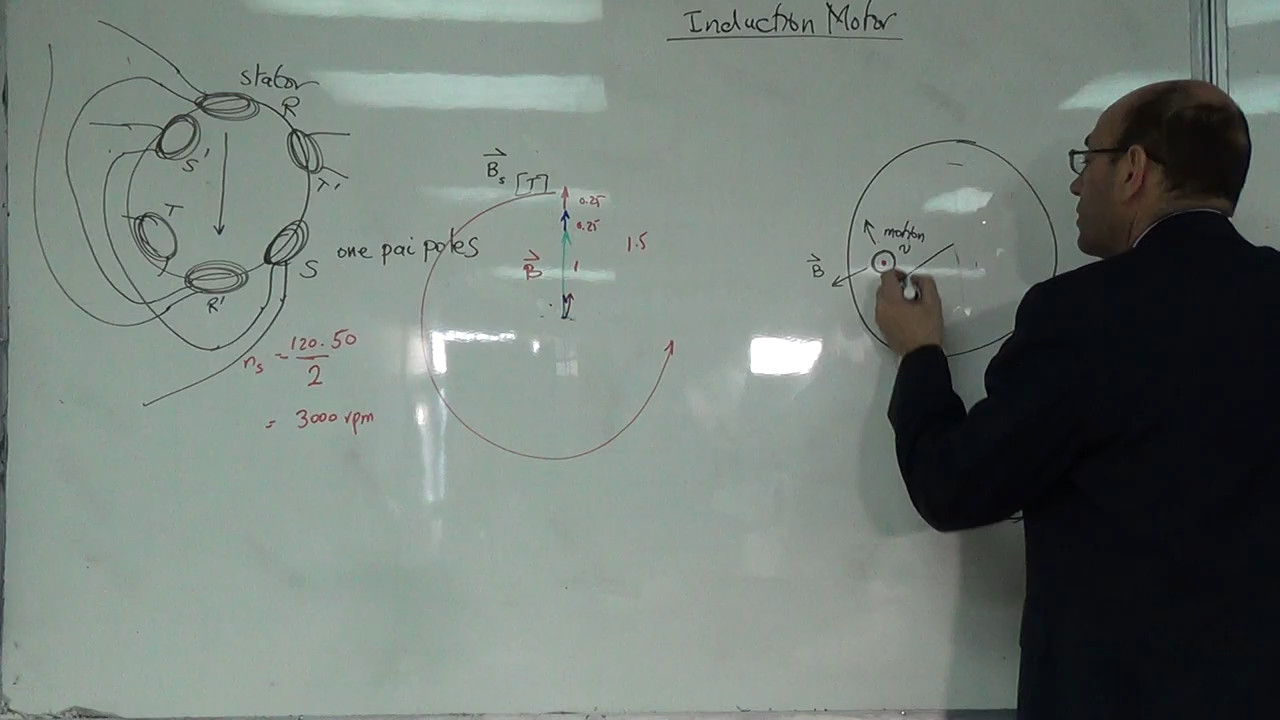 Induction Motor
stator
R
S'
T'
T
S
R'
one pai poles
n_s = 120.50 / 2
= 3000 rpm
B_s [T]
0.25
0.25
1.5
B
1
motion
B